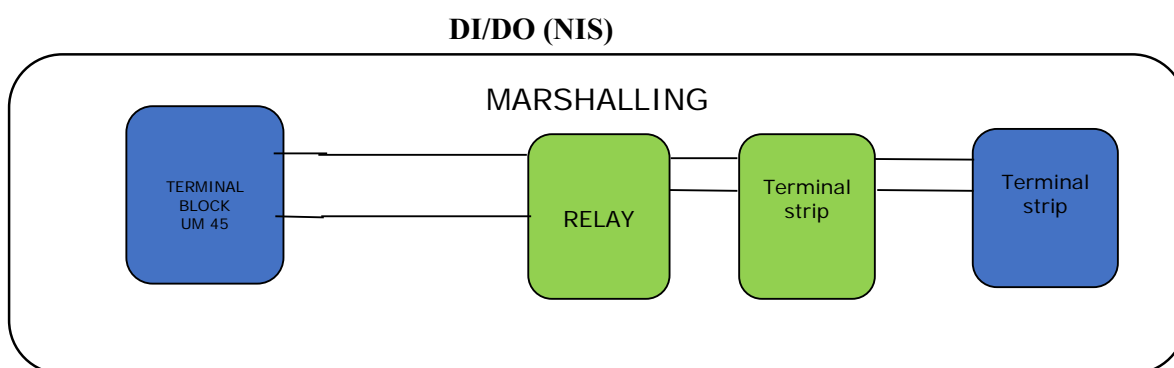 DI/DO (NIS)
MARSHALLING
TERMINAL
BLOCK
UM 45
RELAY
Terminal
strip
Terminal
strip